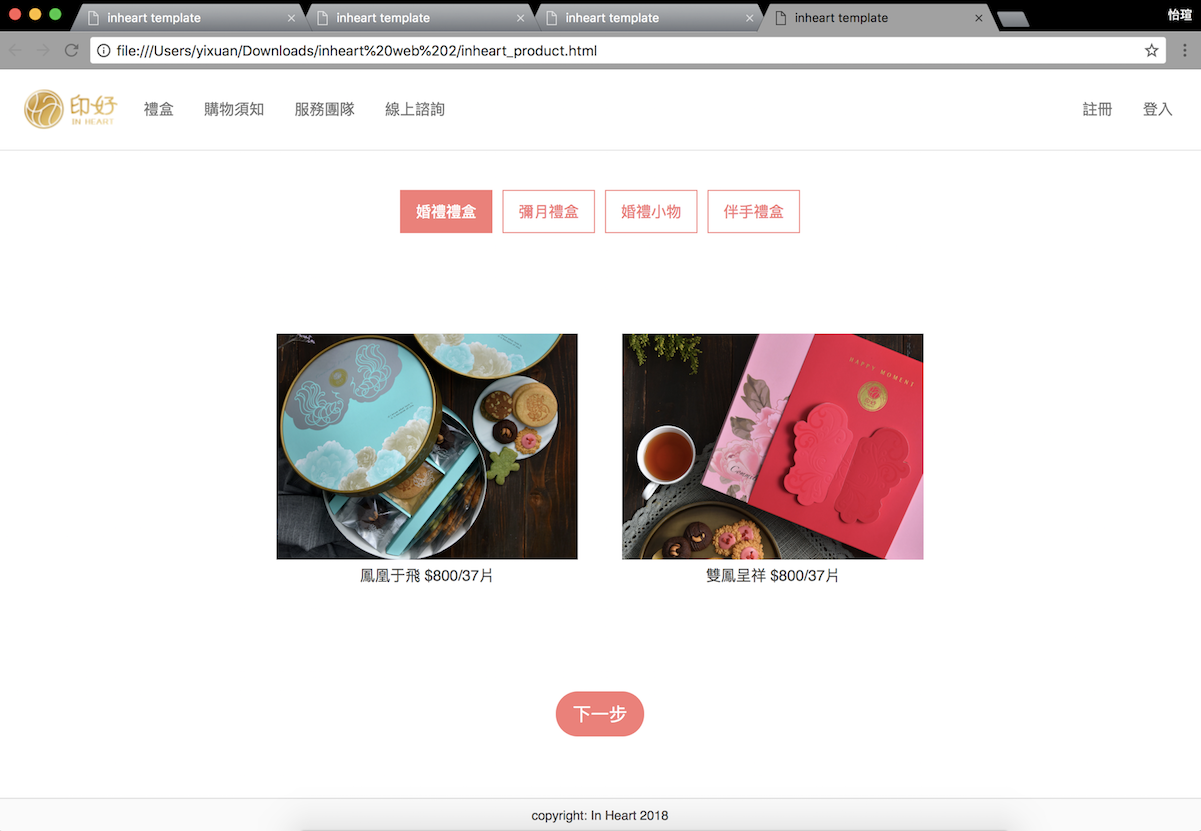 inheart template
inheart template
inheart template
inheart template
怡瑄
file:///Users/yixuan/Downloads/inheart%20web%202/inheart_product.html
印好
IN HEART
禮盒
購物須知
服務團隊
線上諮詢
註冊
登入
婚禮禮盒
彌月禮盒
婚禮小物
伴手禮盒
HAPPY MOMENT
鳳凰于飛 $800/37片
雙鳳呈祥 $800/37片
下一步
copyright: In Heart 2018